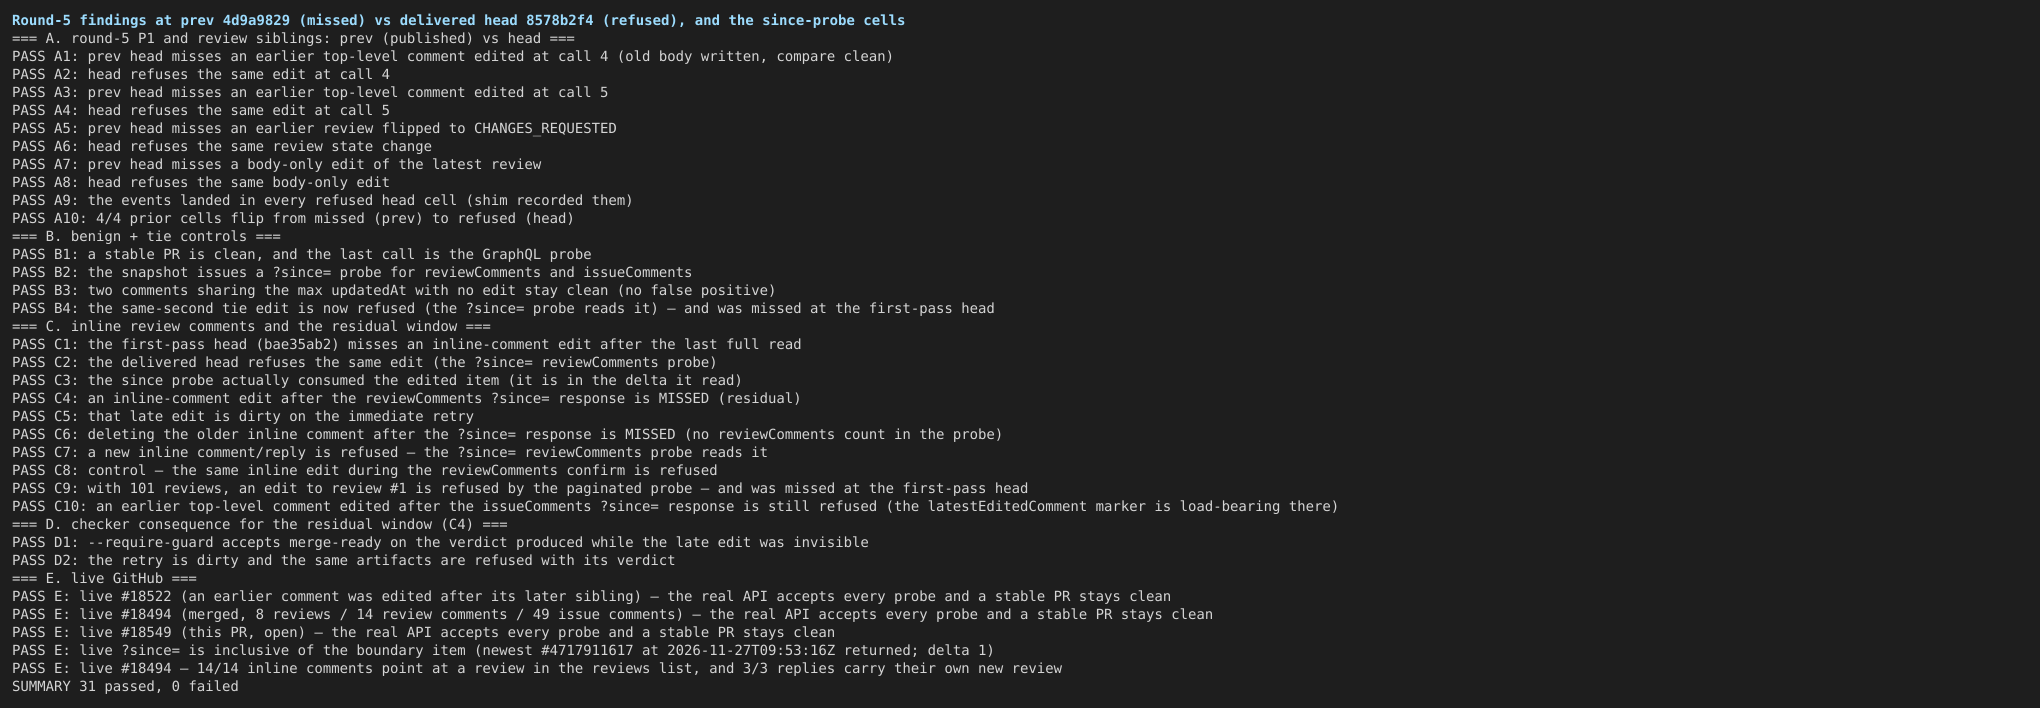 Round-5 findings at prev 4d9a9829 (missed) vs delivered head 8578b2f4 (refused), and the since-probe cells
=== A. round-5 P1 and review siblings: prev (published) vs head ===
PASS A1: prev head misses an earlier top-level comment edited at call 4 (old body written, compare clean)
PASS A2: head refuses the same edit at call 4
PASS A3: prev head misses an earlier top-level comment edited at call 5
PASS A4: head refuses the same edit at call 5
PASS A5: prev head misses an earlier review flipped to CHANGES_REQUESTED
PASS A6: head refuses the same review state change
PASS A7: prev head misses a body-only edit of the latest review
PASS A8: head refuses the same body-only edit
PASS A9: the events landed in every refused head cell (shim recorded them)
PASS A10: 4/4 prior cells flip from missed (prev) to refused (head)
=== B. benign + tie controls ===
PASS B1: a stable PR is clean, and the last call is the GraphQL probe
PASS B2: the snapshot issues a ?since= probe for reviewComments and issueComments
PASS B3: two comments sharing the max updatedAt with no edit stay clean (no false positive)
PASS B4: the same-second tie edit is now refused (the ?since= probe reads it) — and was missed at the first-pass head
=== C. inline review comments and the residual window ===
PASS C1: the first-pass head (bae35ab2) misses an inline-comment edit after the last full read
PASS C2: the delivered head refuses the same edit (the ?since= reviewComments probe)
PASS C3: the since probe actually consumed the edited item (it is in the delta it read)
PASS C4: an inline-comment edit after the reviewComments ?since= response is MISSED (residual)
PASS C5: that late edit is dirty on the immediate retry
PASS C6: deleting the older inline comment after the ?since= response is MISSED (no reviewComments count in the probe)
PASS C7: a new inline comment/reply is refused — the ?since= reviewComments probe reads it
PASS C8: control — the same inline edit during the reviewComments confirm is refused
PASS C9: with 101 reviews, an edit to review #1 is refused by the paginated probe — and was missed at the first-pass head
PASS C10: an earlier top-level comment edited after the issueComments ?since= response is still refused (the latestEditedComment marker is load-bearing there)
=== D. checker consequence for the residual window (C4) ===
PASS D1: --require-guard accepts merge-ready on the verdict produced while the late edit was invisible
PASS D2: the retry is dirty and the same artifacts are refused with its verdict
=== E. live GitHub ===
PASS E: live #18522 (an earlier comment was edited after its later sibling) — the real API accepts every probe and a stable PR stays clean
PASS E: live #18494 (merged, 8 reviews / 14 review comments / 49 issue comments) — the real API accepts every probe and a stable PR stays clean
PASS E: live #18549 (this PR, open) — the real API accepts every probe and a stable PR stays clean
PASS E: live ?since= is inclusive of the boundary item (newest #4717911617 at 2026-11-27T09:53:16Z returned; delta 1)
PASS E: live #18494 — 14/14 inline comments point at a review in the reviews list, and 3/3 replies carry their own new review
SUMMARY 31 passed, 0 failed